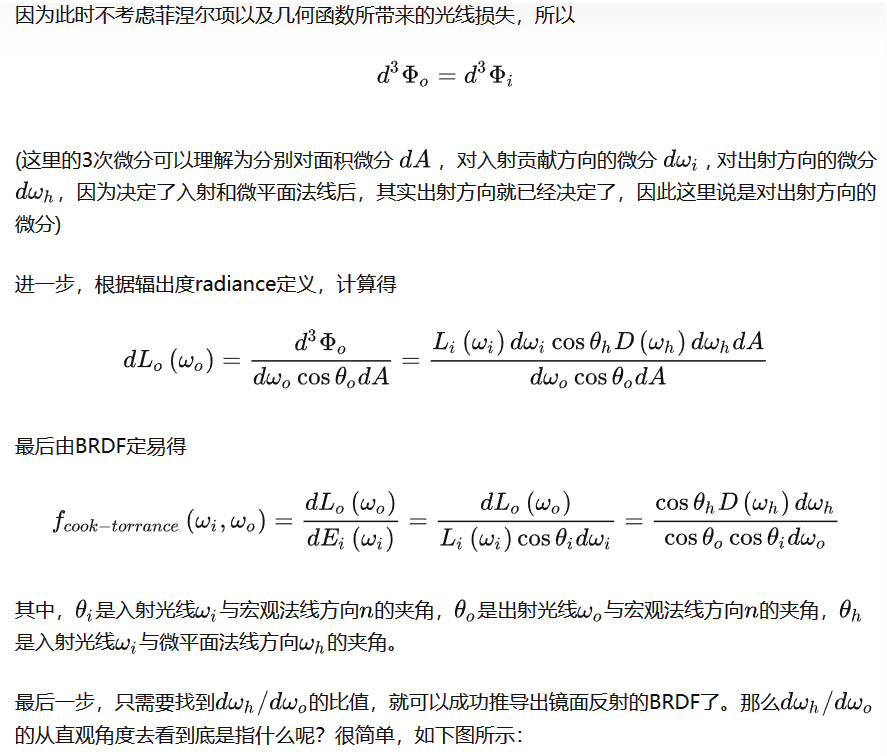 因为此时不考虑菲涅尔项以及几何函数所带来的光线损失，所以
$$d^3\Phi_o = d^3\Phi_i$$
(这里的3次微分可以理解为分别对面积微分 $dA$ ，对入射贡献方向的微分 $d\omega_i$ , 对出射方向的微分
$d\omega_h$ ，因为决定了入射和微平面法线后，其实出射方向就已经决定了，因此这里说是对出射方向的
微分)
进一步，根据辐出度radiance定义，计算得
$$dL_o(\omega_o) = \frac{d^3\Phi_o}{d\omega_o \cos\theta_o dA} = \frac{L_i(\omega_i) d\omega_i \cos\theta_h D(\omega_h) d\omega_h dA}{d\omega_o \cos\theta_o dA}$$
最后由BRDF定易得
$$f_{cook-torrance}(\omega_i, \omega_o) = \frac{dL_o(\omega_o)}{dE_i(\omega_i)} = \frac{dL_o(\omega_o)}{L_i(\omega_i) \cos\theta_i d\omega_i} = \frac{\cos\theta_h D(\omega_h) d\omega_h}{\cos\theta_o \cos\theta_i d\omega_o}$$
其中，$\theta_i$是入射光线$\omega_i$与宏观法线方向$n$的夹角，$\theta_o$是出射光线$\omega_o$与宏观法线方向$n$的夹角，$\theta_h$
是入射光线$\omega_i$与微平面法线方向$\omega_h$的夹角。
最后一步，只需要找到$d\omega_h/d\omega_o$的比值，就可以成功推导出镜面反射的BRDF了。那么$d\omega_h/d\omega_o$
的从直观角度去看到底是指什么呢？很简单，如下图所示：